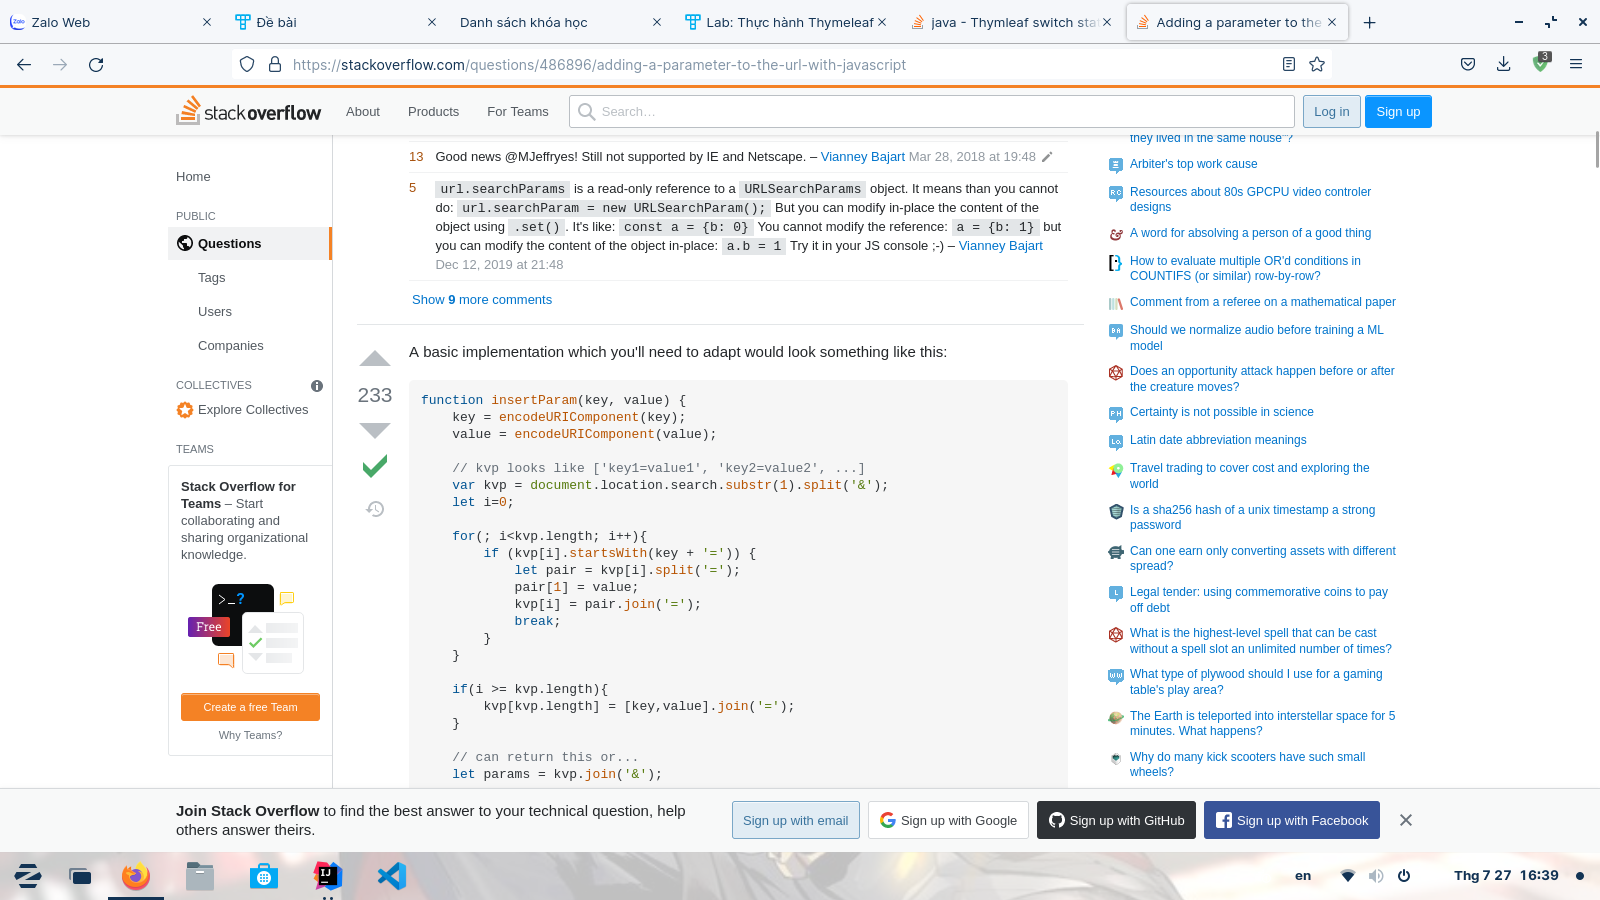 Zalo Web
Đề bài
Danh sách khóa học
Lab: Thực hành Thymeleaf
java - Thymleaf switch stat
Adding a parameter to the
https://stackoverflow.com/questions/486896/adding-a-parameter-to-the-url-with-javascript
3
stackoverflow
About
Products
For Teams
Search…
Log in
Sign up
Home
PUBLIC
Questions
Tags
Users
Companies
COLLECTIVES
Explore Collectives
TEAMS
Stack Overflow for
Teams – Start
collaborating and
sharing organizational
knowledge.
>_?
Free
Create a free Team
Why Teams?
13 Good news @MJeffryes! Still not supported by IE and Netscape. – Vianney Bajart Mar 28, 2018 at 19:48
5 url.searchParams is a read-only reference to a URLSearchParams object. It means than you cannot
do: url.searchParam = new URLSearchParam(); But you can modify in-place the content of the
object using .set() . It's like: const a = {b: 0} You cannot modify the reference: a = {b: 1} but
you can modify the content of the object in-place: a.b = 1 Try it in your JS console ;-) – Vianney Bajart
Dec 12, 2019 at 21:48
Show 9 more comments
233
A basic implementation which you'll need to adapt would look something like this:
function insertParam(key, value) {
    key = encodeURIComponent(key);
    value = encodeURIComponent(value);

    // kvp looks like ['key1=value1', 'key2=value2', ...]
    var kvp = document.location.search.substr(1).split('&');
    let i=0;

    for(; i<kvp.length; i++){
        if (kvp[i].startsWith(key + '=')) {
            let pair = kvp[i].split('=');
            pair[1] = value;
            kvp[i] = pair.join('=');
            break;
        }
    }

    if(i >= kvp.length){
        kvp[kvp.length] = [key,value].join('=');
    }

    // can return this or...
    let params = kvp.join('&');
they lived in the same house"?
Arbiter's top work cause
Resources about 80s GPCPU video controler
designs
A word for absolving a person of a good thing
How to evaluate multiple OR'd conditions in
COUNTIFS (or similar) row-by-row?
Comment from a referee on a mathematical paper
Should we normalize audio before training a ML
model
Does an opportunity attack happen before or after
the creature moves?
Certainty is not possible in science
Latin date abbreviation meanings
Travel trading to cover cost and exploring the
world
Is a sha256 hash of a unix timestamp a strong
password
Can one earn only converting assets with different
spread?
Legal tender: using commemorative coins to pay
off debt
What is the highest-level spell that can be cast
without a spell slot an unlimited number of times?
What type of plywood should I use for a gaming
table's play area?
The Earth is teleported into interstellar space for 5
minutes. What happens?
Why do many kick scooters have such small
wheels?
Join Stack Overflow to find the best answer to your technical question, help
others answer theirs.
Sign up with email
Sign up with Google
Sign up with GitHub
Sign up with Facebook
en
Thg 7 27 16:39